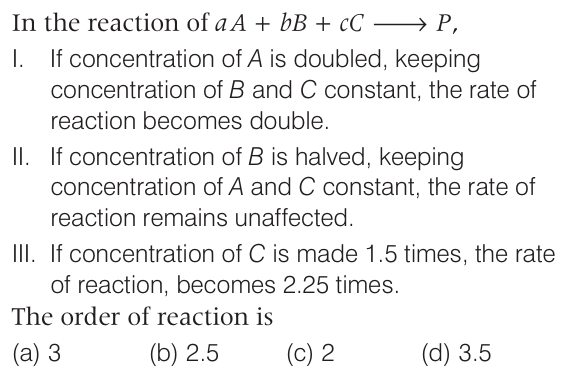 In the reaction of aA + bB + cC ⟶ P,
I. If concentration of A is doubled, keeping
concentration of B and C constant, the rate of
reaction becomes double.
II. If concentration of B is halved, keeping
concentration of A and C constant, the rate of
reaction remains unaffected.
III. If concentration of C is made 1.5 times, the rate
of reaction, becomes 2.25 times.
The order of reaction is
(a) 3 (b) 2.5 (c) 2 (d) 3.5